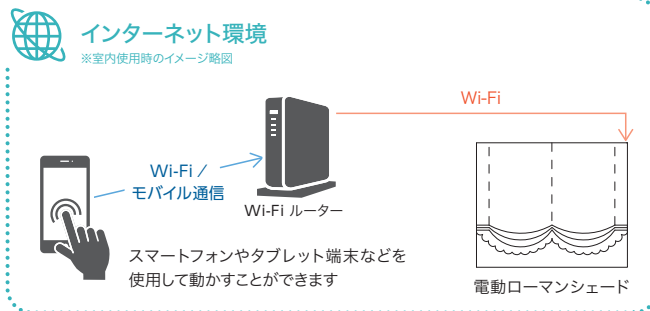 インターネット環境
※室内使用時のイメージ略図
Wi-Fi
Wi-Fi /
モバイル通信
Wi-Fi ルーター
スマートフォンやタブレット端末などを
使用して動かすことができます
電動ローマンシェード